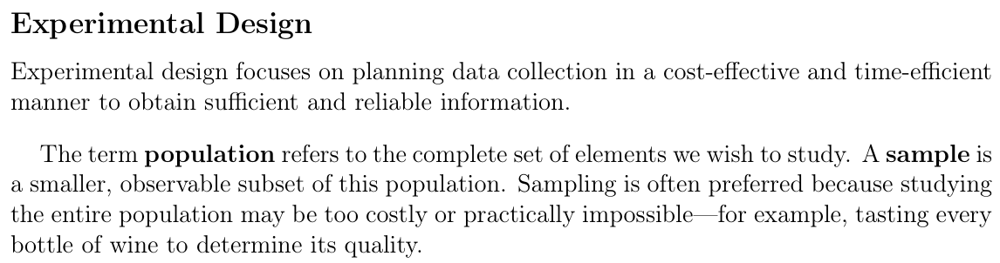 Experimental Design
Experimental design focuses on planning data collection in a cost-effective and time-efficient
manner to obtain sufficient and reliable information.
The term population refers to the complete set of elements we wish to study. A sample is
a smaller, observable subset of this population. Sampling is often preferred because studying
the entire population may be too costly or practically impossible—for example, tasting every
bottle of wine to determine its quality.